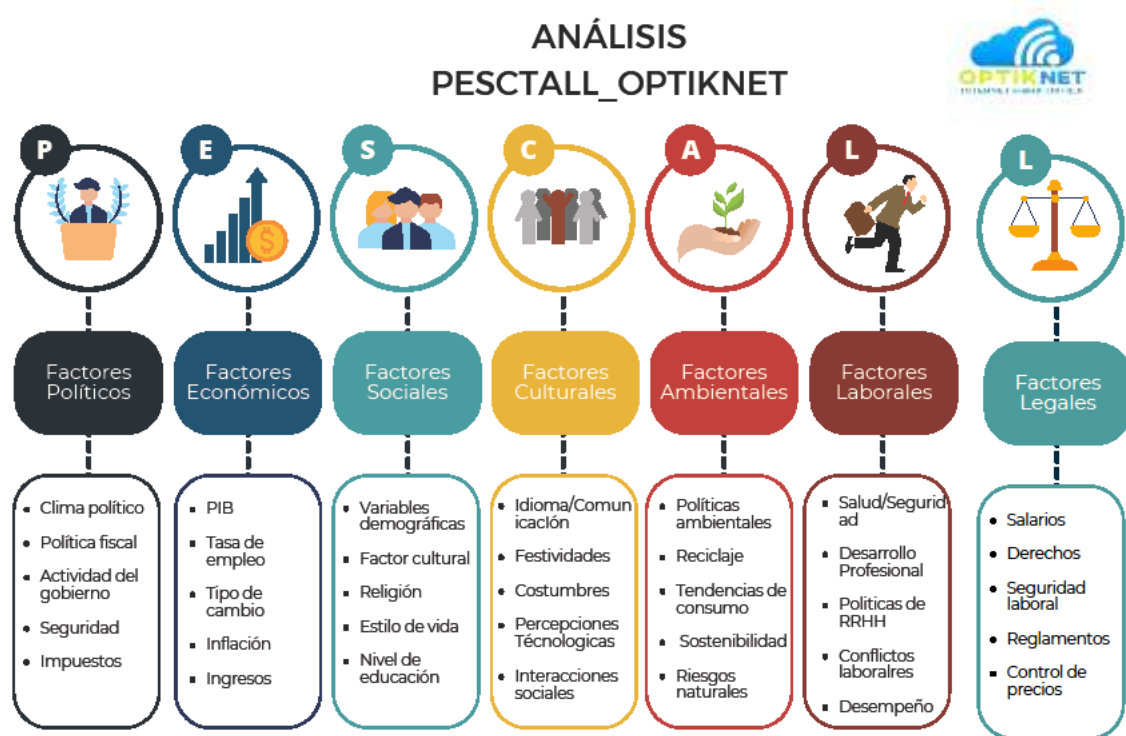 ANÁLISIS
PESCTALL_OPTIKNET
OPTIKNET
P
E
S
C
A
L
L
Factores
Políticos
Factores
Económicos
Factores
Sociales
Factores
Culturales
Factores
Ambientales
Factores
Laborales
Factores
Legales
Clima político
Política fiscal
Actividad del
gobierno
Seguridad
Impuestos
PIB
Tasa de
empleo
Tipo de
cambio
Inflación
Ingresos
Variables
demográficas
Factor cultural
Religión
Estilo de vida
Nivel de
educación
Idioma/Comun
icaclón
Festividades
Costumbres
Percepciones
Técnologicas
Interacciones
sociales
Políticas
ambientales
Reciclaje
Tendencias de
consumo
Sostenibilidad
Riesgos
naturales
Salud/Segurid
ad
Desarrollo
Profesional
Politicas de
RRHH
Conflictos
laboralres
Desempeño
Salarios
Derechos
Seguridad
laboral
Reglamentos
Control de
precios